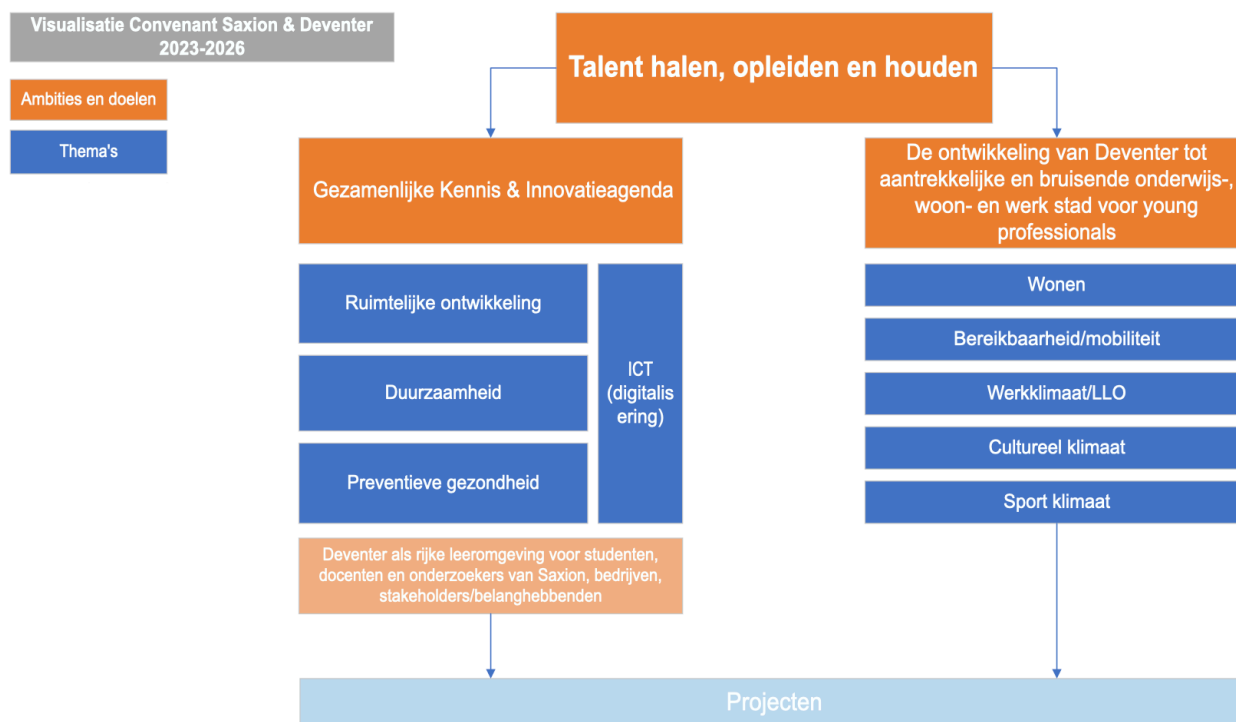 Visualisatie Convenant Saxion & Deventer
2023-2026
Ambities en doelen
Thema's
Talent halen, opleiden en houden
Gezamenlijke Kennis & Innovatieagenda
Ruimtelijke ontwikkeling
Duurzaamheid
Preventieve gezondheid
ICT
(digitalis
ering)
Deventer als rijke leeromgeving voor studenten,
docenten en onderzoekers van Saxion, bedrijven,
stakeholders/belanghebbenden
De ontwikkeling van Deventer tot
aantrekkelijke en bruisende onderwijs-,
woon- en werk stad voor young
professionals
Wonen
Bereikbaarheid/mobiliteit
Werkklimaat/LLO
Cultureel klimaat
Sport klimaat
Projecten